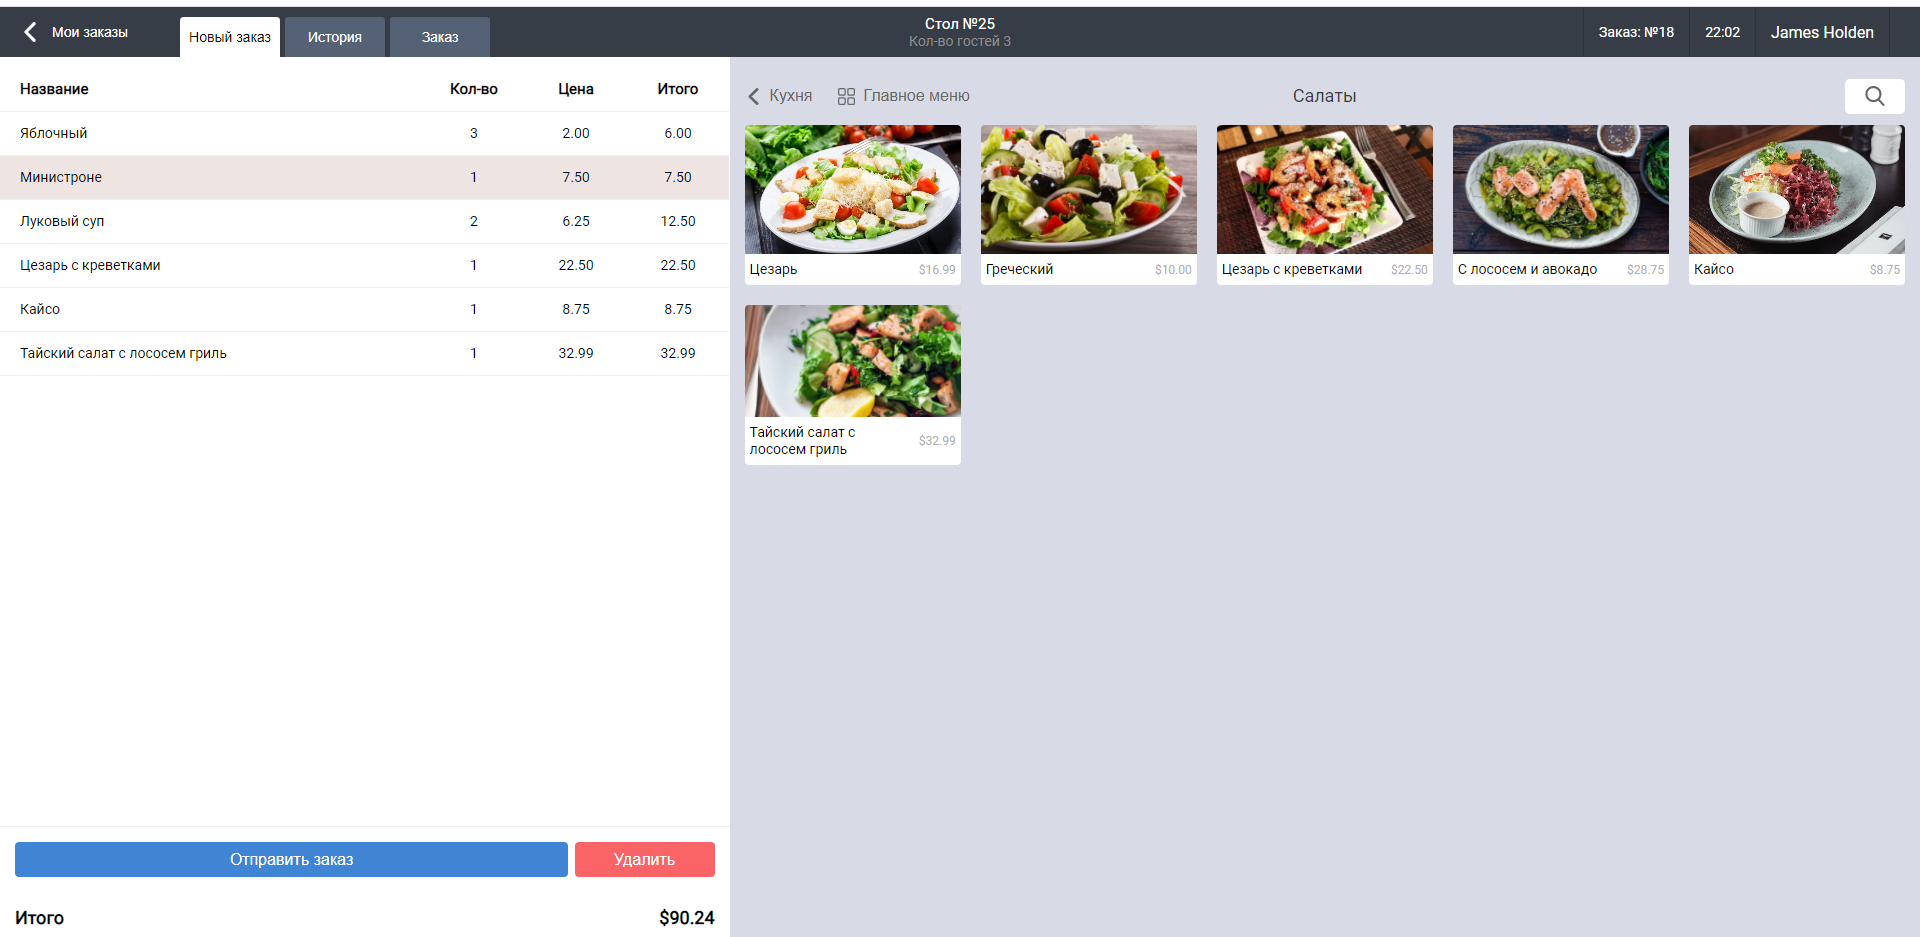 Мои заказы
Новый заказ
История
Заказ
Стол №25
Кол-во гостей 3
Заказ: №18
22:02
James Holden
Название Кол-во Цена Итого
Яблочный 3 2.00 6.00
Министроне 1 7.50 7.50
Луковый суп 2 6.25 12.50
Цезарь с креветками 1 22.50 22.50
Кайсо 1 8.75 8.75
Тайский салат с лососем гриль 1 32.99 32.99
Отправить заказ
Удалить
Итого $90.24
Кухня
Главное меню
Салаты
Цезарь $16.99
Греческий $10.00
Цезарь с креветками $22.50
С лососем и авокадо $28.75
Кайсо $8.75
Тайский салат с
лососем гриль
$32.99